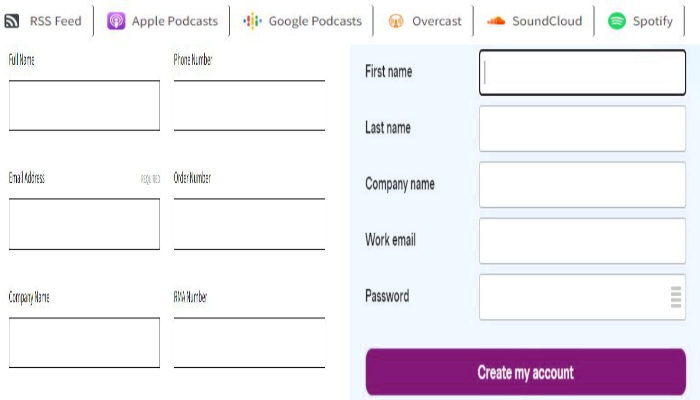 RSS Feed Apple Podcasts Google Podcasts Overcast SoundCloud Spotify
Full Name Phone Number
Email Address REQUIRED Order Number
Company Name RMA Number
First name
Last name
Company name
Work email
Password
Create my account